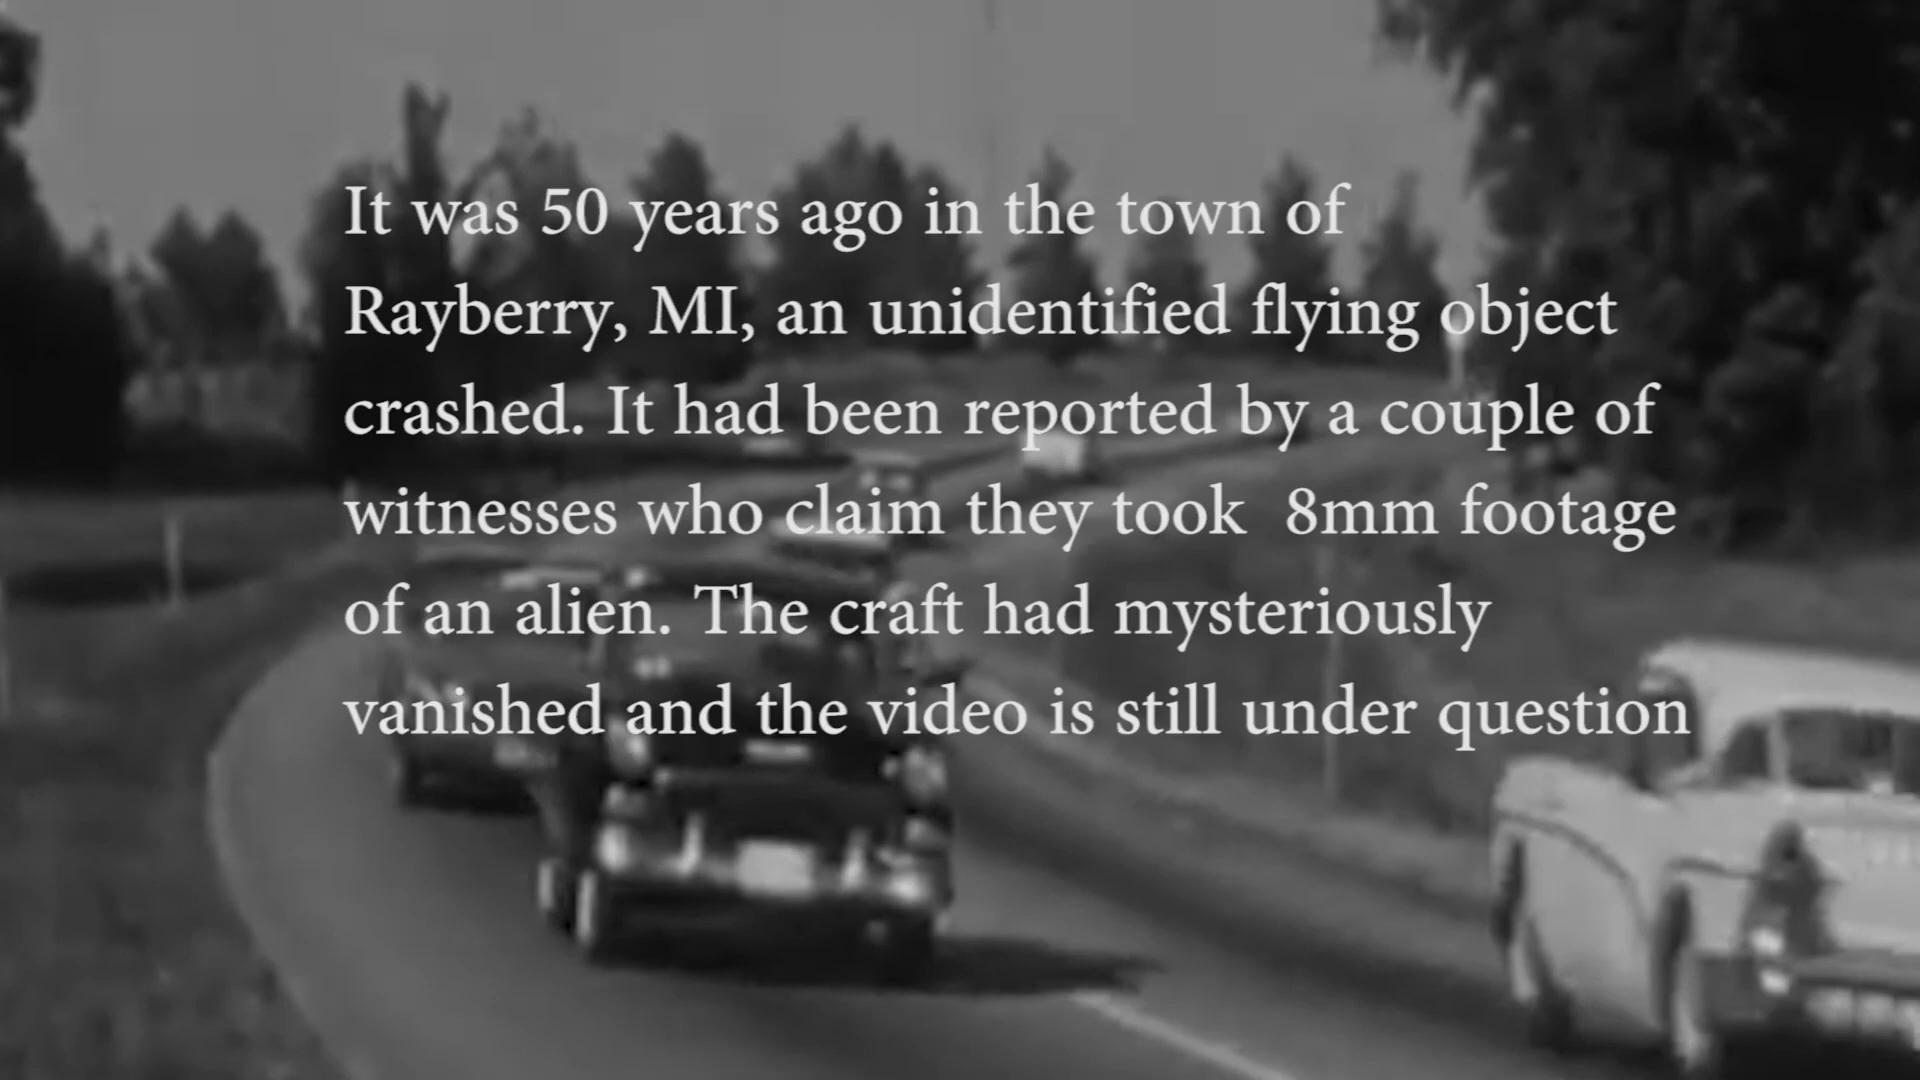 It was 50 years ago in the town of
Rayberry, MI, an unidentified flying object
crashed. It had been reported by a couple of
witnesses who claim they took  8mm footage
of an alien. The craft had mysteriously
vanished and the video is still under question